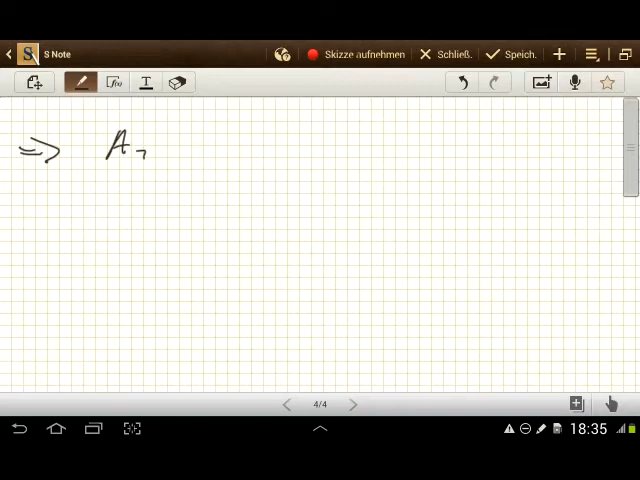 S Note
Skizze aufnehmen
Schließ.
Speich.
f(x)
T
⇒ A
4/4
18:35